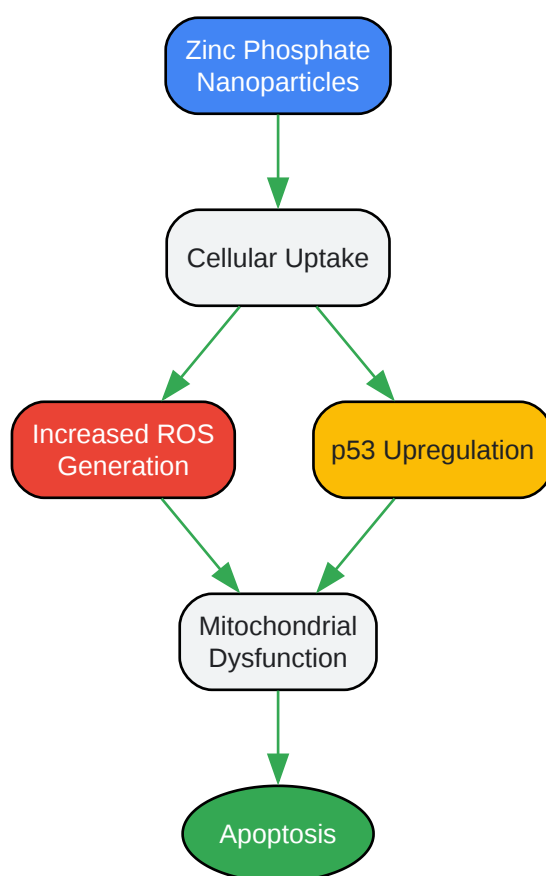 Zinc Phosphate
Nanoparticles
Cellular Uptake
Increased ROS
Generation
p53 Upregulation
Mitochondrial
Dysfunction
Apoptosis